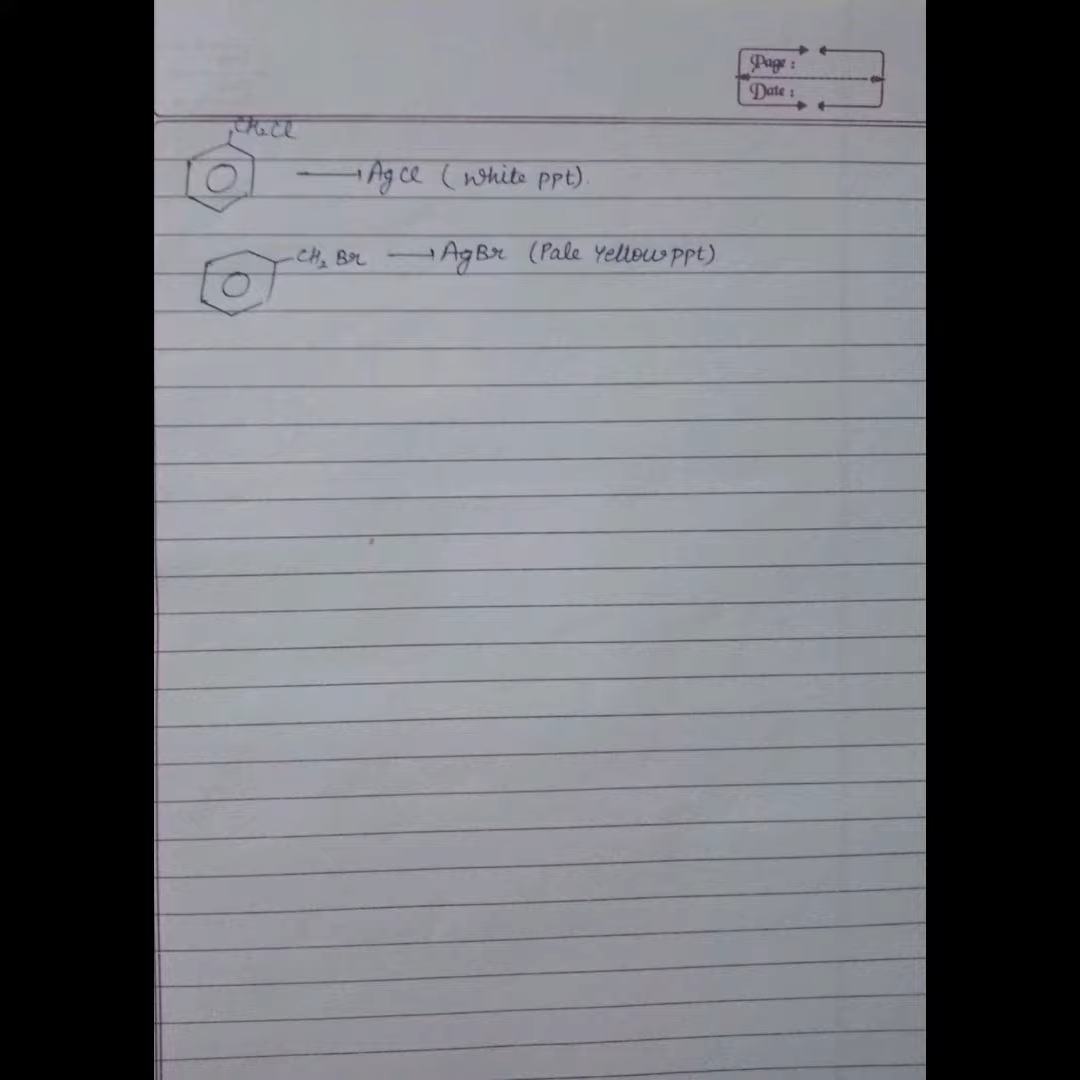 Page :
Date :
CH2Cl
→ AgCl (White ppt).
CH2 Br → AgBr (Pale Yellow ppt)